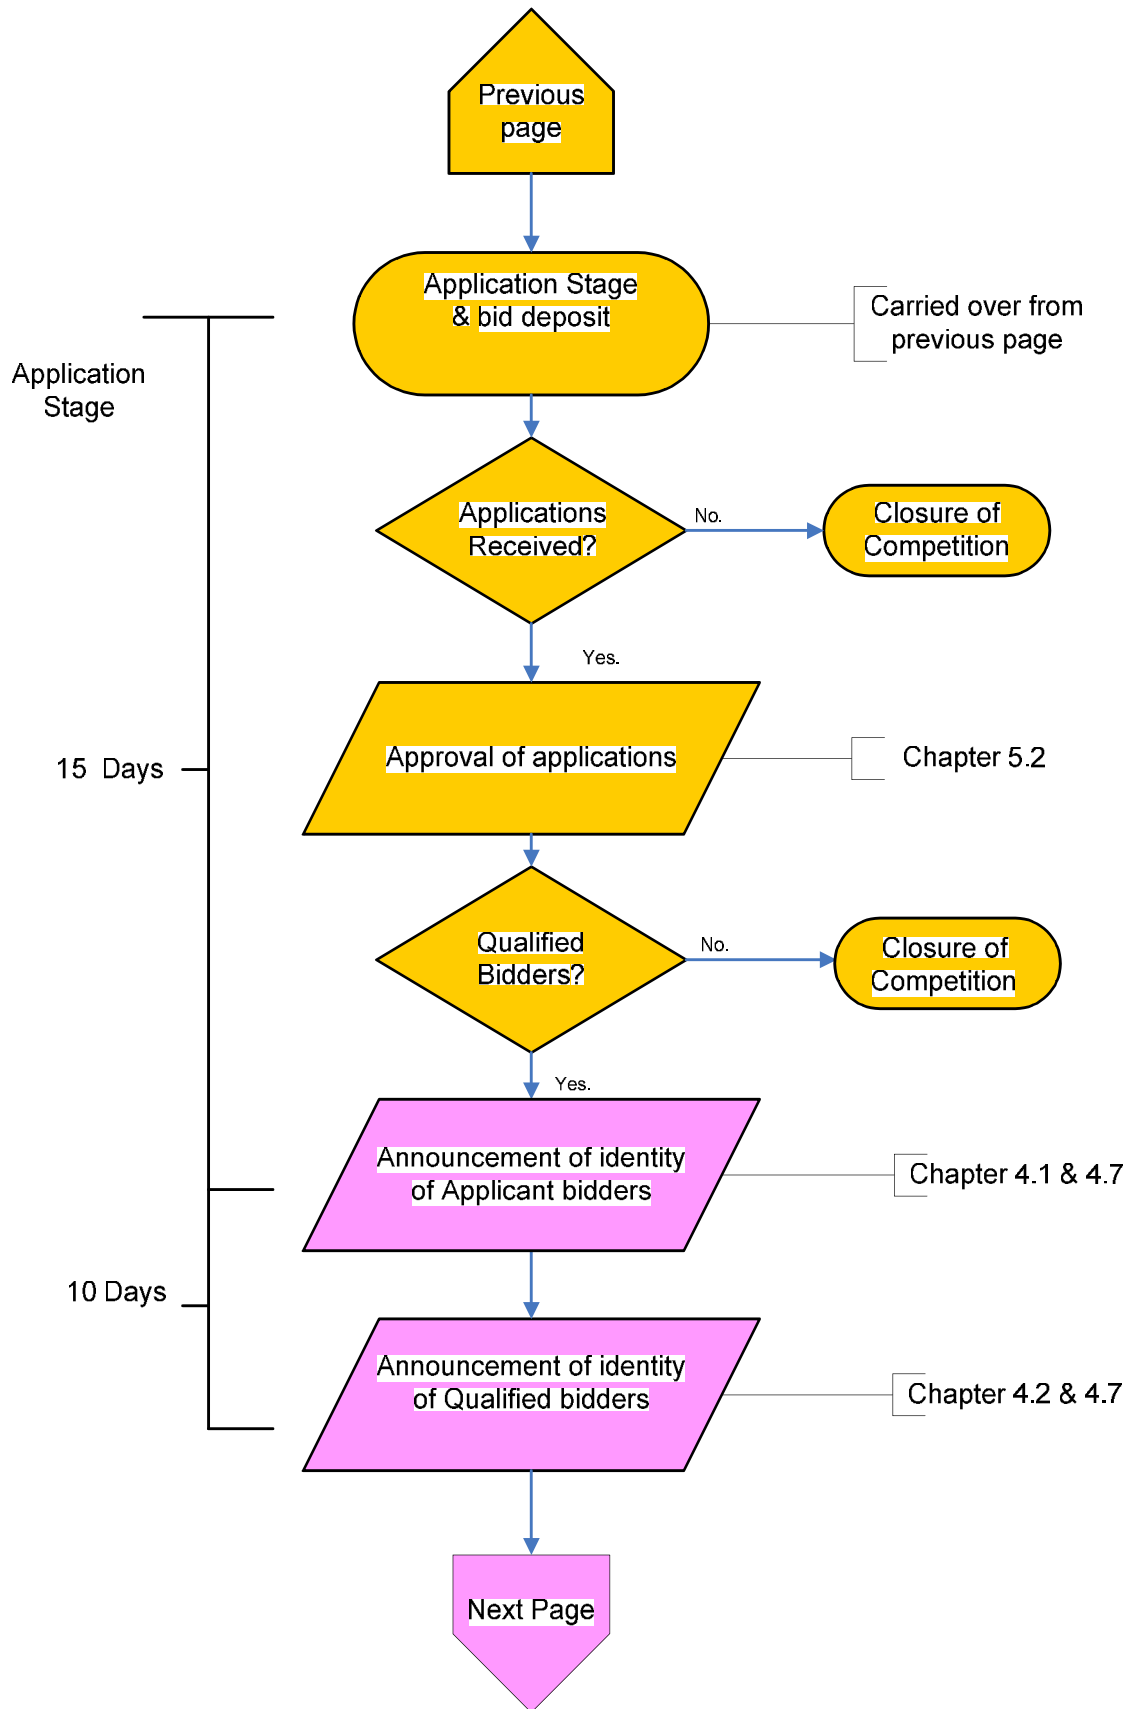 Previous
page
Application Stage
& bid deposit
Carried over from
previous page
Application
Stage
Applications
Received?
No.
Closure of
Competition
Yes.
Approval of applications
Chapter 5.2
15 Days
Qualified
Bidders?
No.
Closure of
Competition
Yes.
Announcement of identity
of Applicant bidders
Chapter 4.1 & 4.7
10 Days
Announcement of identity
of Qualified bidders
Chapter 4.2 & 4.7
Next Page